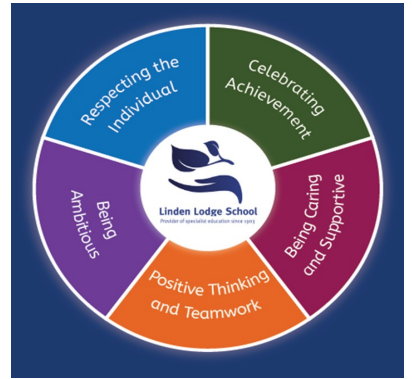 Respecting the
Individual
Celebrating
Achievement
Being Caring
and Supportive
Positive Thinking
and Teamwork
Being
Ambitious
Linden Lodge School
Provider of specialist education since 1903